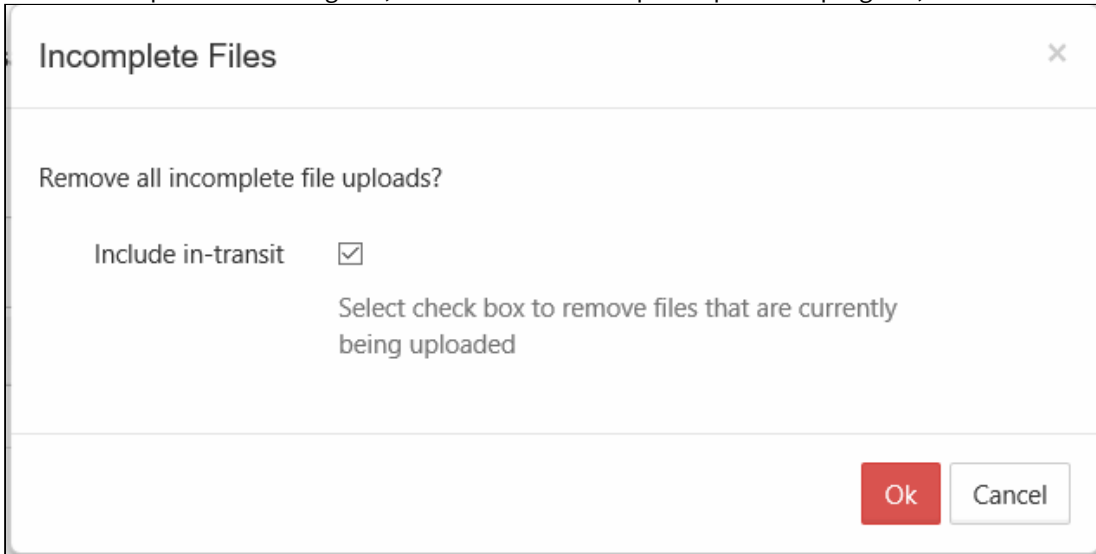 Incomplete Files
×
Remove all incomplete file uploads?
Include in-transit
Select check box to remove files that are currently
being uploaded
Ok Cancel